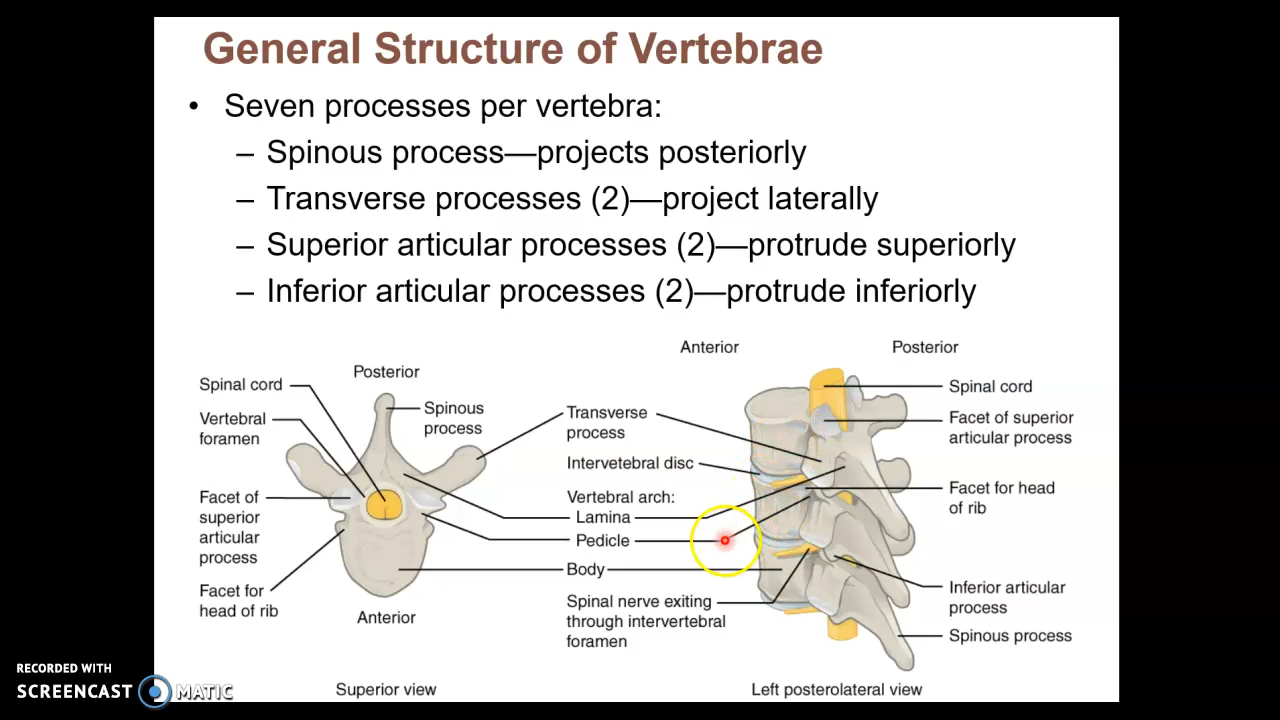 General Structure of Vertebrae
• Seven processes per vertebra:
– Spinous process—projects posteriorly
– Transverse processes (2)—project laterally
– Superior articular processes (2)—protrude superiorly
– Inferior articular processes (2)—protrude inferiorly
Posterior
Spinal cord
Vertebral
foramen
Spinous
process
Facet of
superior
articular
process
Facet for
head of rib
Anterior
Superior view
Transverse
process
Intervetebral disc
Vertebral arch:
Lamina
Pedicle
Body
Spinal nerve exiting
through intervertebral
foramen
Anterior
Posterior
Spinal cord
Facet of superior
articular process
Facet for head
of rib
Inferior articular
process
Spinous process
Left posterolateral view
RECORDED WITH
SCREENCAST MATIC